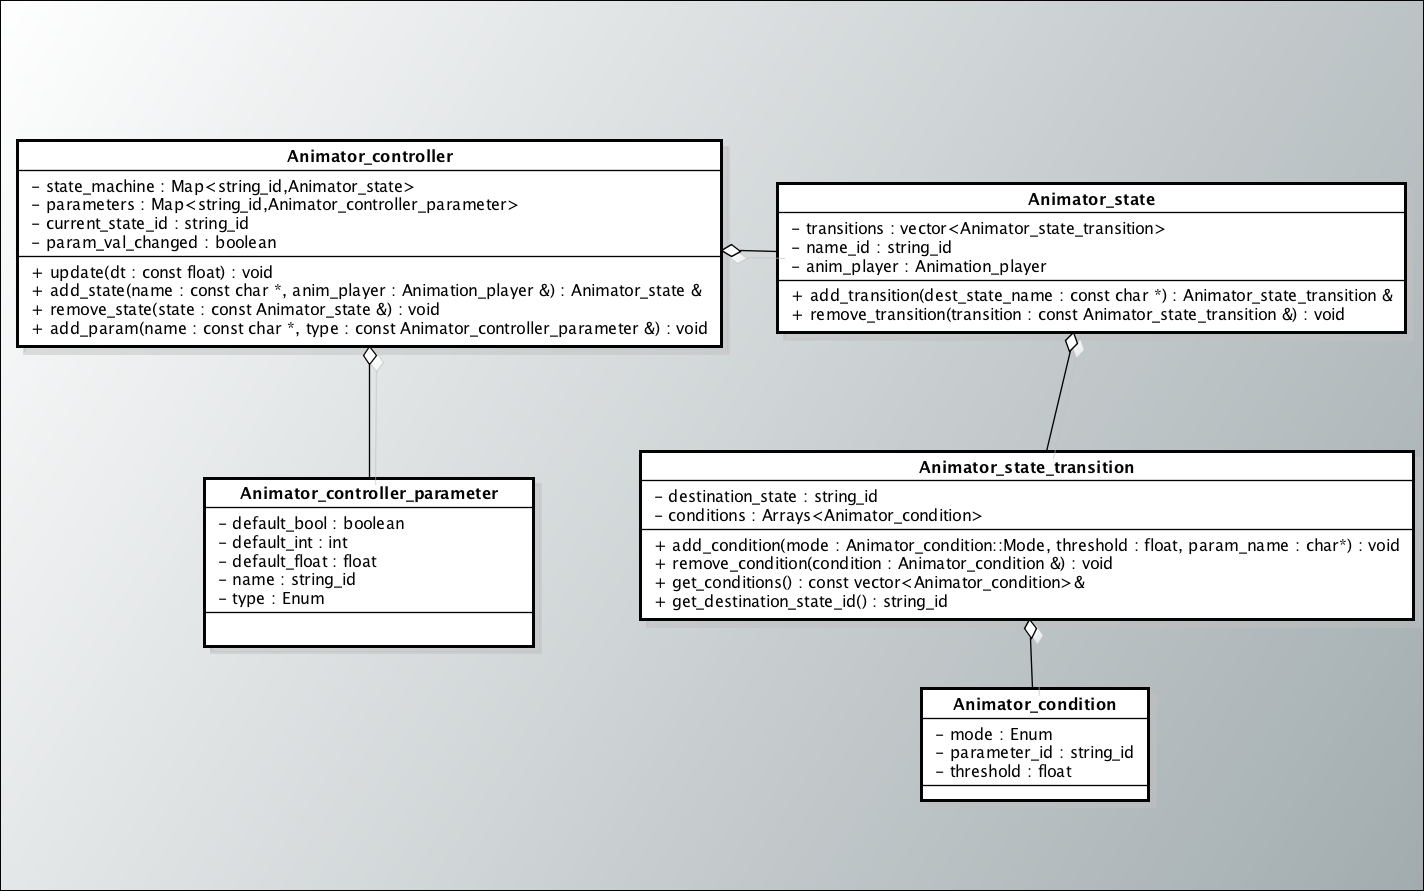 Animator_controller
- state_machine : Map<string_id,Animator_state>
- parameters : Map<string_id,Animator_controller_parameter>
- current_state_id : string_id
- param_val_changed : boolean
+ update(dt : const float) : void
+ add_state(name : const char *, anim_player : Animation_player &) : Animator_state &
+ remove_state(state : const Animator_state &) : void
+ add_param(name : const char *, type : const Animator_controller_parameter &) : void
Animator_state
- transitions : vector<Animator_state_transition>
- name_id : string_id
- anim_player : Animation_player
+ add_transition(dest_state_name : const char *) : Animator_state_transition &
+ remove_transition(transition : const Animator_state_transition &) : void
Animator_controller_parameter
- default_bool : boolean
- default_int : int
- default_float : float
- name : string_id
- type : Enum
Animator_state_transition
- destination_state : string_id
- conditions : Arrays<Animator_condition>
+ add_condition(mode : Animator_condition::Mode, threshold : float, param_name : char*) : void
+ remove_condition(condition : Animator_condition &) : void
+ get_conditions() : const vector<Animator_condition>&
+ get_destination_state_id() : string_id
Animator_condition
- mode : Enum
- parameter_id : string_id
- threshold : float